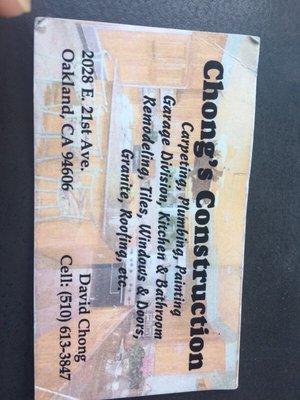 Chong's Construction
Carpeting, Plumbing, Painting
Garage Division, Kitchen & Bathroom
Remodeling, Tiles, Windows & Doors,
Granite, Roofing, etc.
David Chong
2028 E. 21st Ave.
Cell: (510) 613-3847
Oakland, CA 94606